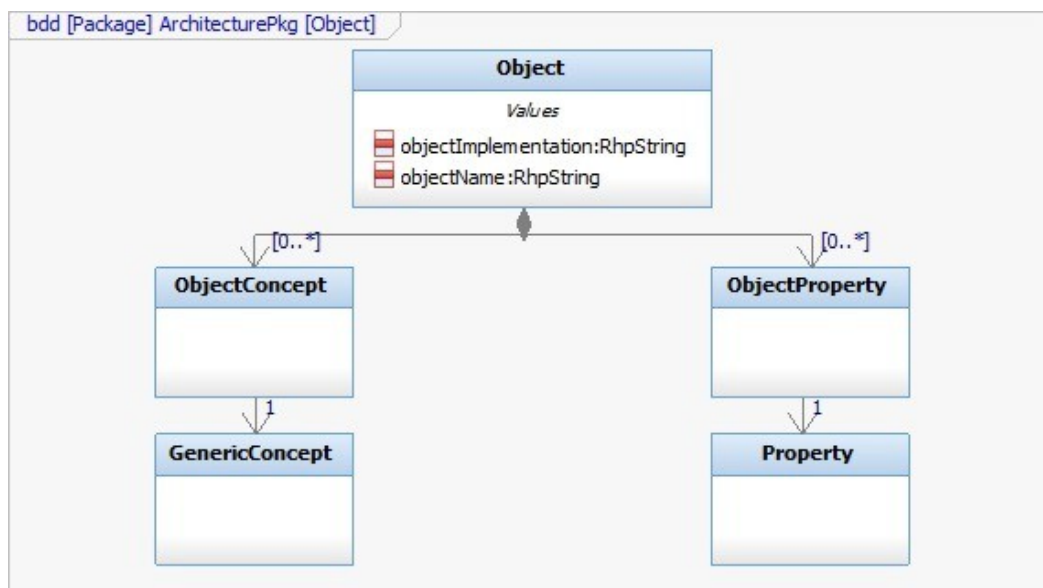 bdd [Package] ArchitecturePkg [Object]
Object
Values
objectImplementation:RhpString
objectName:RhpString
[0..*] [0..*]
ObjectConcept ObjectProperty
1 1
GenericConcept Property